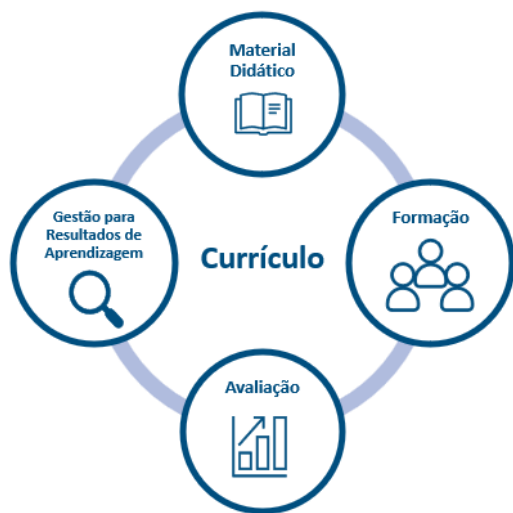 Material
Didático
Gestão para
Resultados de
Aprendizagem
Currículo
Formação
Avaliação